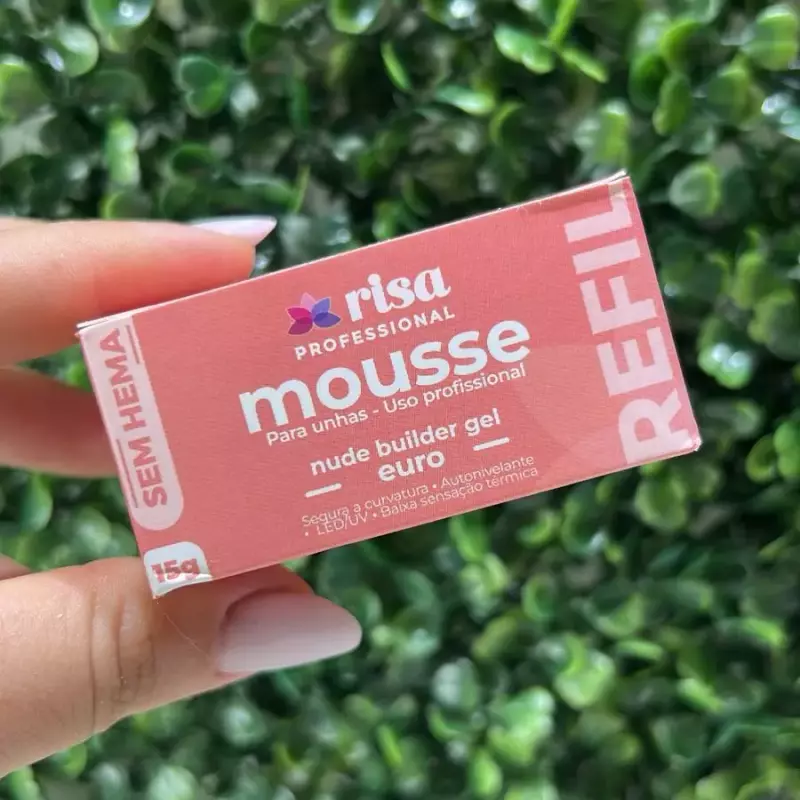 risa
PROFESSIONAL
mousse
Para unhas - Uso profissional
nude builder gel
euro
Segura a curvatura • Autonivelante
• LED/UV • Baixa sensação térmica
SEM HEMA
15g
REFIL